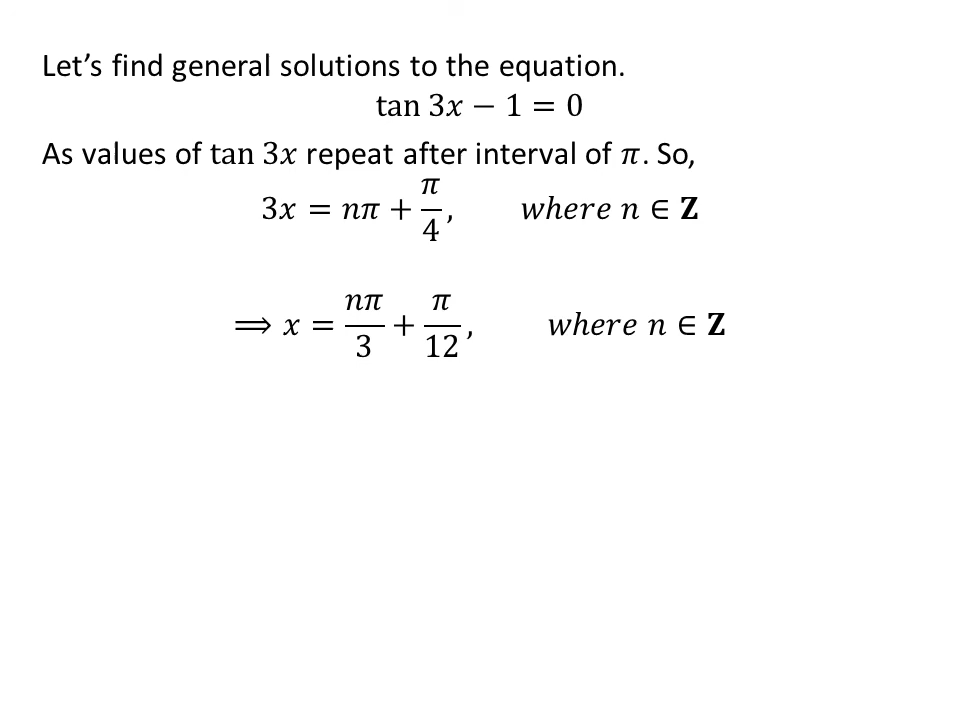 Let’s find general solutions to the equation.
tan 3𝑥 − 1 = 0
As values of tan 3𝑥 repeat after interval of 𝜋. So,
3𝑥 = 𝑛𝜋 + 𝜋/4, 𝑤ℎ𝑒𝑟𝑒 𝑛 ∈ 𝐙
⟹ 𝑥 = 𝑛𝜋/3 + 𝜋/12, 𝑤ℎ𝑒𝑟𝑒 𝑛 ∈ 𝐙